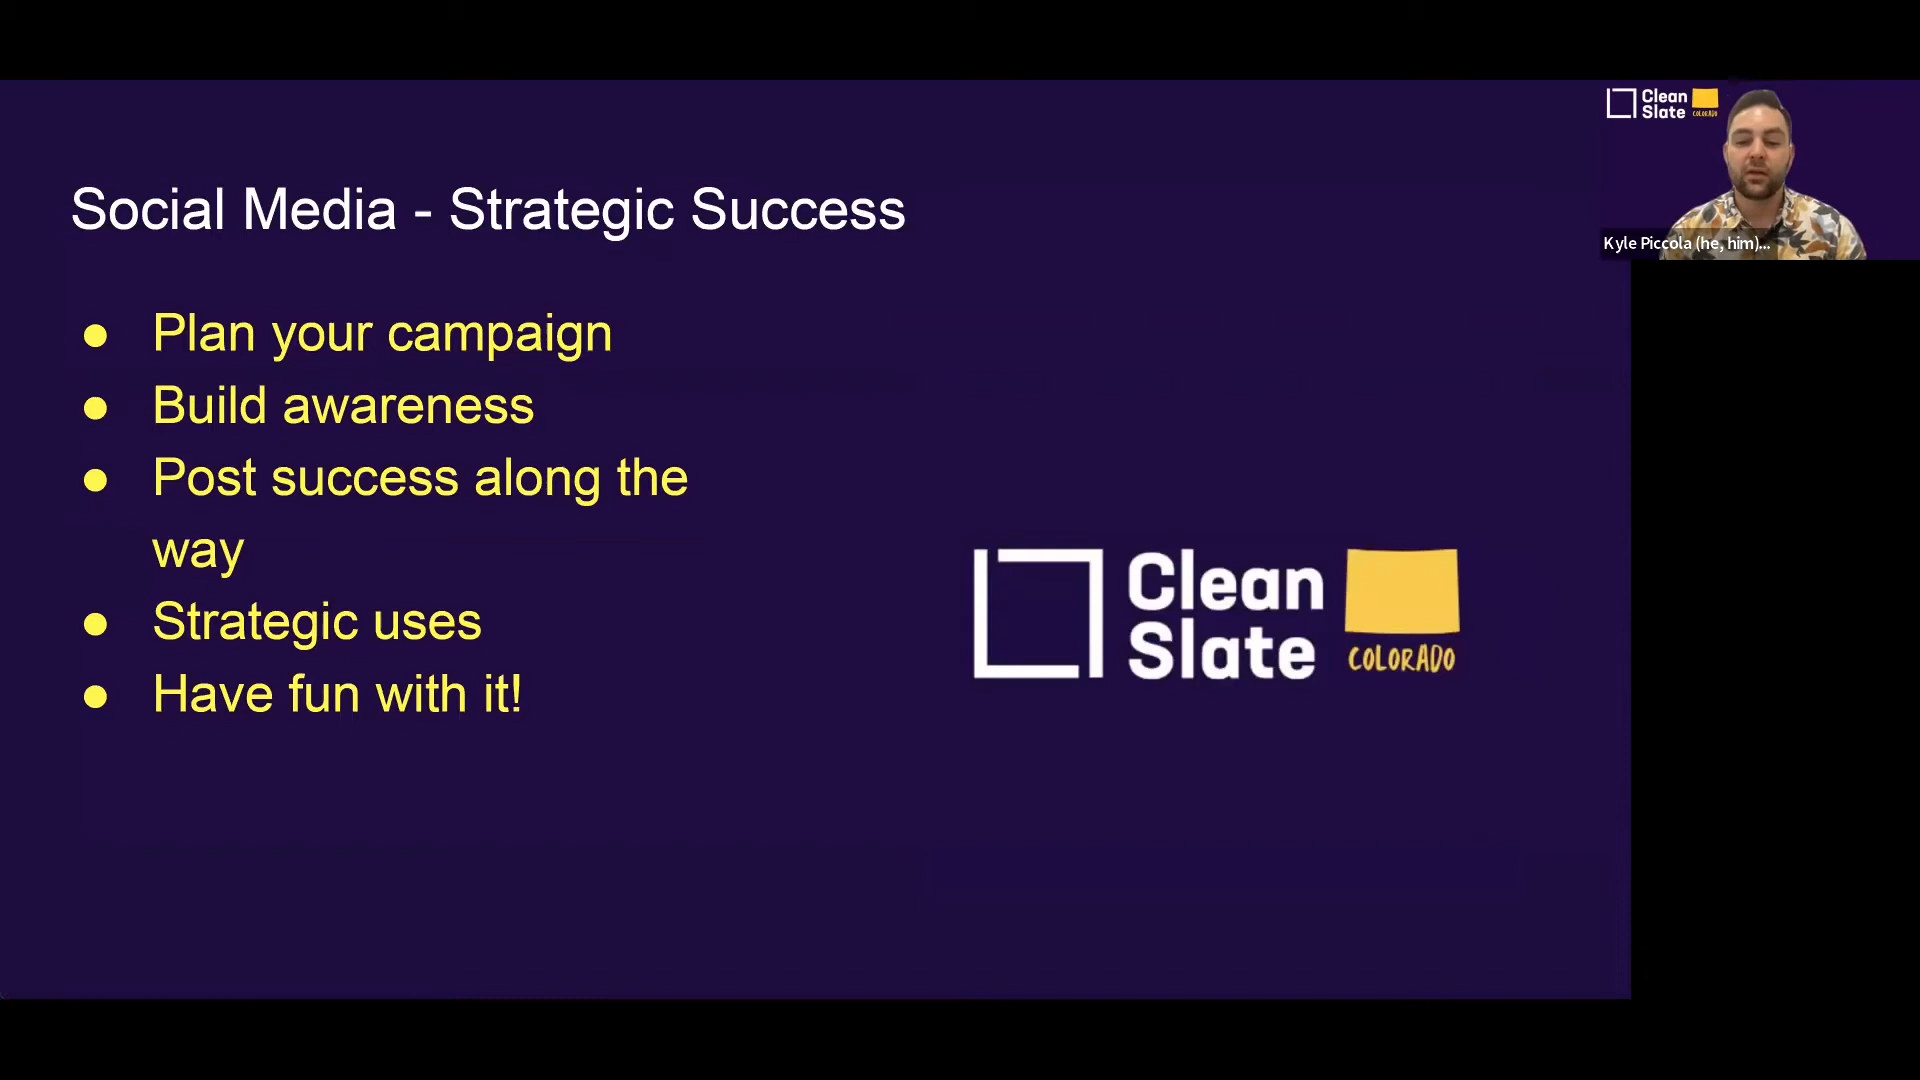 Clean
Slate
COLORADO
Kyle Piccola (he, him)...
Social Media - Strategic Success
● Plan your campaign
● Build awareness
● Post success along the
way
● Strategic uses
● Have fun with it!
Clean
Slate
COLORADO